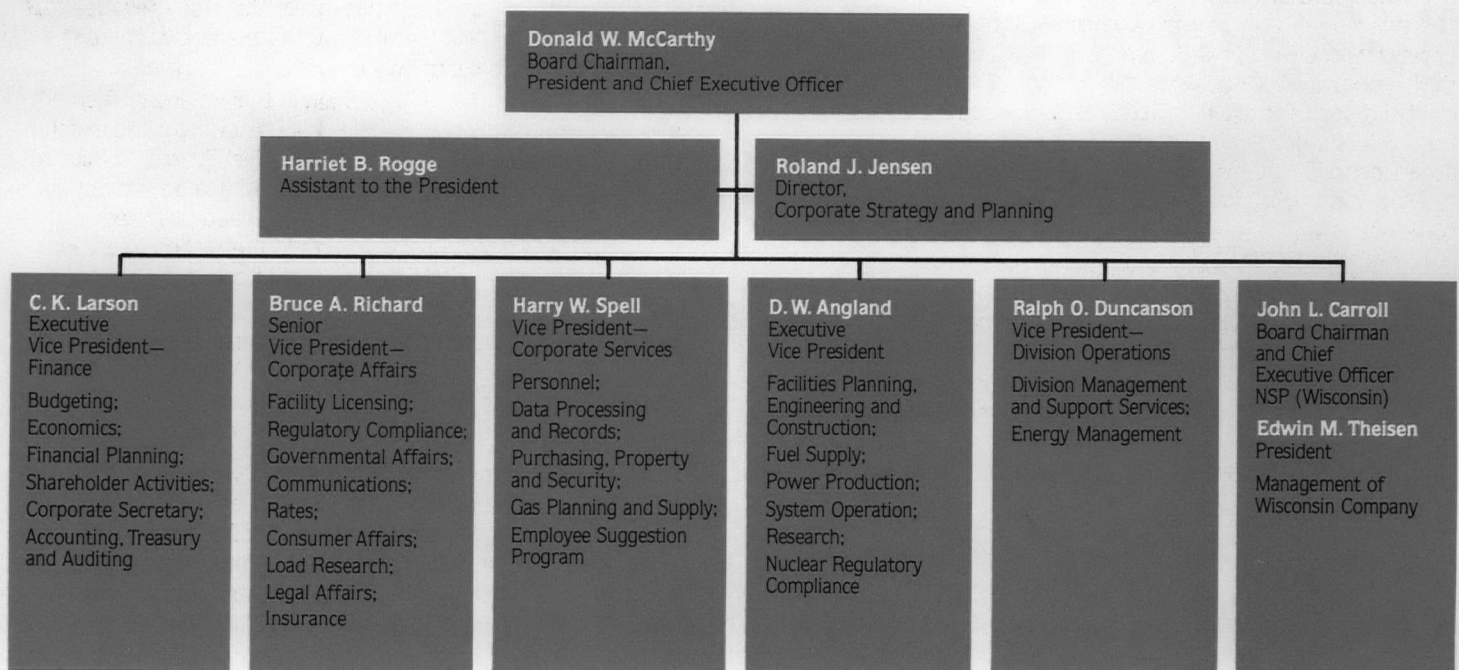 Donald W. McCarthy
Board Chairman,
President and Chief Executive Officer
Harriet B. Rogge
Assistant to the President
Roland J. Jensen
Director,
Corporate Strategy and Planning
C. K. Larson
Executive
Vice President—
Finance
Budgeting;
Economics;
Financial Planning;
Shareholder Activities;
Corporate Secretary;
Accounting, Treasury
and Auditing
Bruce A. Richard
Senior
Vice President—
Corporate Affairs
Facility Licensing;
Regulatory Compliance;
Governmental Affairs;
Communications;
Rates;
Consumer Affairs;
Load Research;
Legal Affairs;
Insurance
Harry W. Spell
Vice President—
Corporate Services
Personnel;
Data Processing
and Records;
Purchasing, Property
and Security;
Gas Planning and Supply;
Employee Suggestion
Program
D. W. Angland
Executive
Vice President
Facilities Planning,
Engineering and
Construction;
Fuel Supply;
Power Production;
System Operation;
Research;
Nuclear Regulatory
Compliance
Ralph O. Duncanson
Vice President—
Division Operations
Division Management
and Support Services;
Energy Management
John L. Carroll
Board Chairman
and Chief
Executive Officer
NSP (Wisconsin)
Edwin M. Theisen
President
Management of
Wisconsin Company